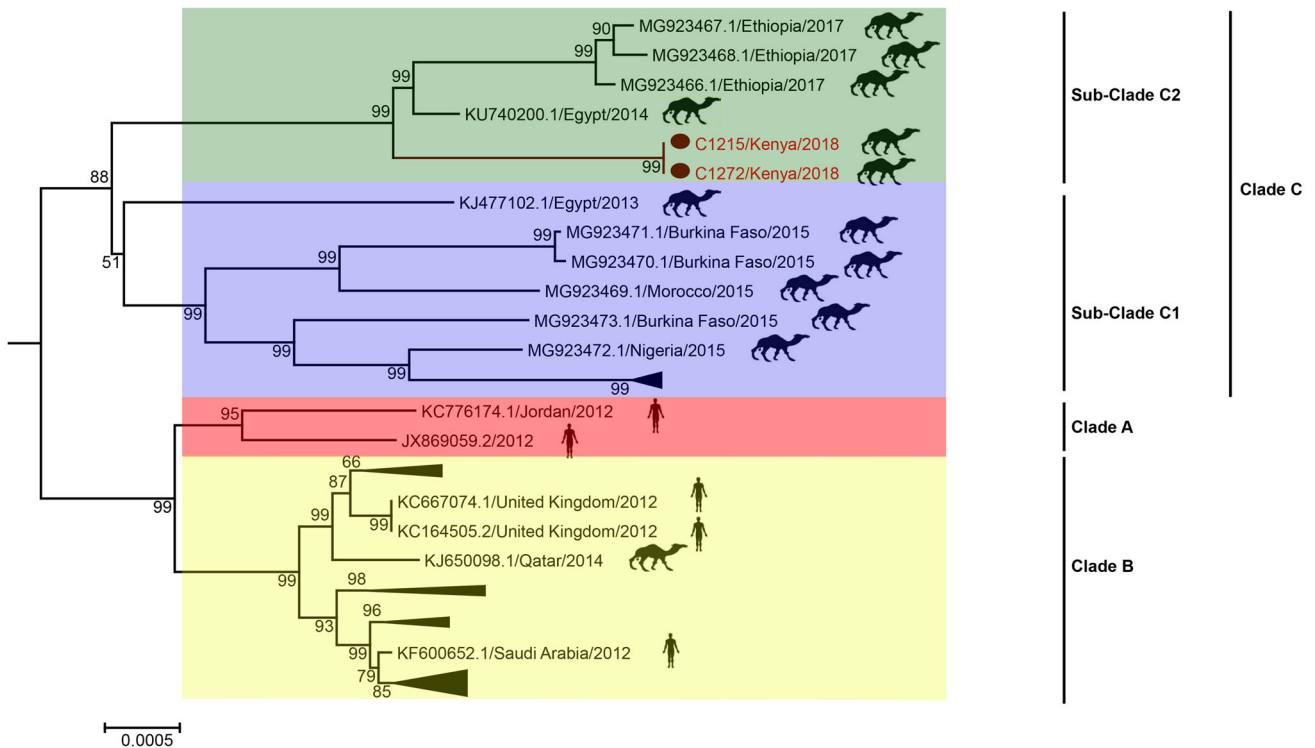 MG923467.1/Ethiopia/2017
90
MG923468.1/Ethiopia/2017
99
MG923466.1/Ethiopia/2017
99
KU740200.1/Egypt/2014
99
C1215/Kenya/2018
99
C1272/Kenya/2018
Sub-Clade C2
88
Clade C
KJ477102.1/Egypt/2013
MG923471.1/Burkina Faso/2015
99
MG923470.1/Burkina Faso/2015
99
51
MG923469.1/Morocco/2015
99
MG923473.1/Burkina Faso/2015
Sub-Clade C1
99
MG923472.1/Nigeria/2015
99
99
KC776174.1/Jordan/2012
95
Clade A
JX869059.2/2012
66
87
KC667074.1/United Kingdom/2012
99
99
99
KC164505.2/United Kingdom/2012
KJ650098.1/Qatar/2014
Clade B
99
98
96
93
99
KF600652.1/Saudi Arabia/2012
79
85
0.0005